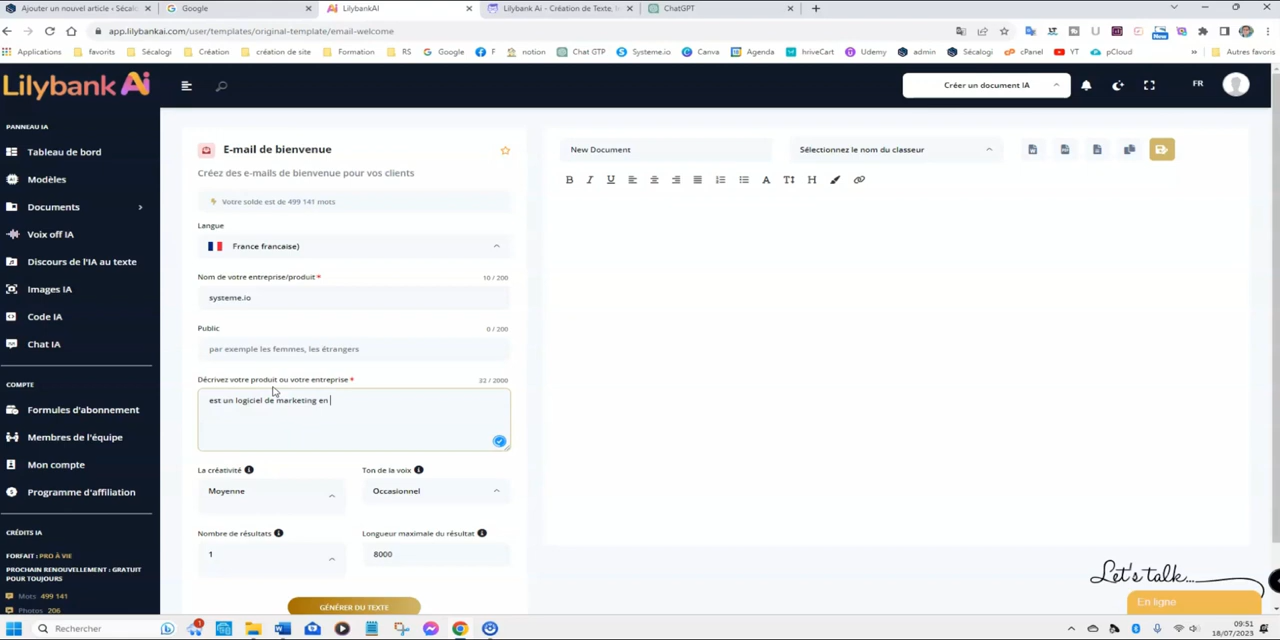 Ajouter un nouvel article ‹ Sécalo
Google
LilybankAI
Lilybank Ai - Création de Texte, M
ChatGPT
app.lilybankai.com/user/templates/original-template/email-welcome
Applications
favoris
Sécalogi
Création
création de site
Formation
RS
Google
F
notion
Chat GTP
Systeme.io
Canva
Agenda
hriveCart
Udemy
admin
Sécalogi
cPanel
YT
pCloud
»
Autres favoris
Lilybank Ai
Créer un document IA
FR
PANNEAU IA
Tableau de bord
Modèles
Documents
Voix off IA
Discours de l'IA au texte
Images IA
Code IA
Chat IA
COMPTE
Formules d'abonnement
Membres de l'équipe
Mon compte
Programme d'affiliation
CRÉDITS IA
FORFAIT : PRO À VIE
PROCHAIN RENOUVELLEMENT : GRATUIT
POUR TOUJOURS
Mots 499 141
Photos 206
E-mail de bienvenue
Créez des e-mails de bienvenue pour vos clients
Votre solde est de 499 141 mots
Langue
France francaise)
Nom de votre entreprise/produit *
10 / 200
systeme.io
Public
0 / 200
par exemple les femmes, les étrangers
Décrivez votre produit ou votre entreprise *
32 / 2000
est un logiciel de marketing en
La créativité
Ton de la voix
Moyenne
Occasionnel
Nombre de résultats
Longueur maximale du résultat
1
8000
GÉNÉRER DU TEXTE
New Document
Sélectionnez le nom du classeur
B I U
A
H
Let's talk...
En ligne
Rechercher
1
09:51
18/07/2023